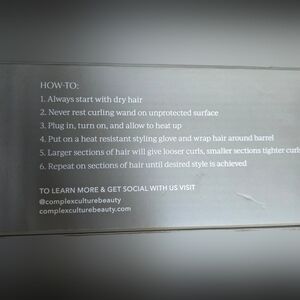 HOW-TO:
1. Always start with dry hair
2. Never rest curling wand on unprotected surface
3. Plug in, turn on, and allow to heat up
4. Put on a heat resistant styling glove and wrap hair around barrel
5. Larger sections of hair will give looser curls, smaller sections tighter curls
6. Repeat on sections of hair until desired style is achieved
TO LEARN MORE & GET SOCIAL WITH US VISIT
@complexculturebeauty
complexculturebeauty.com